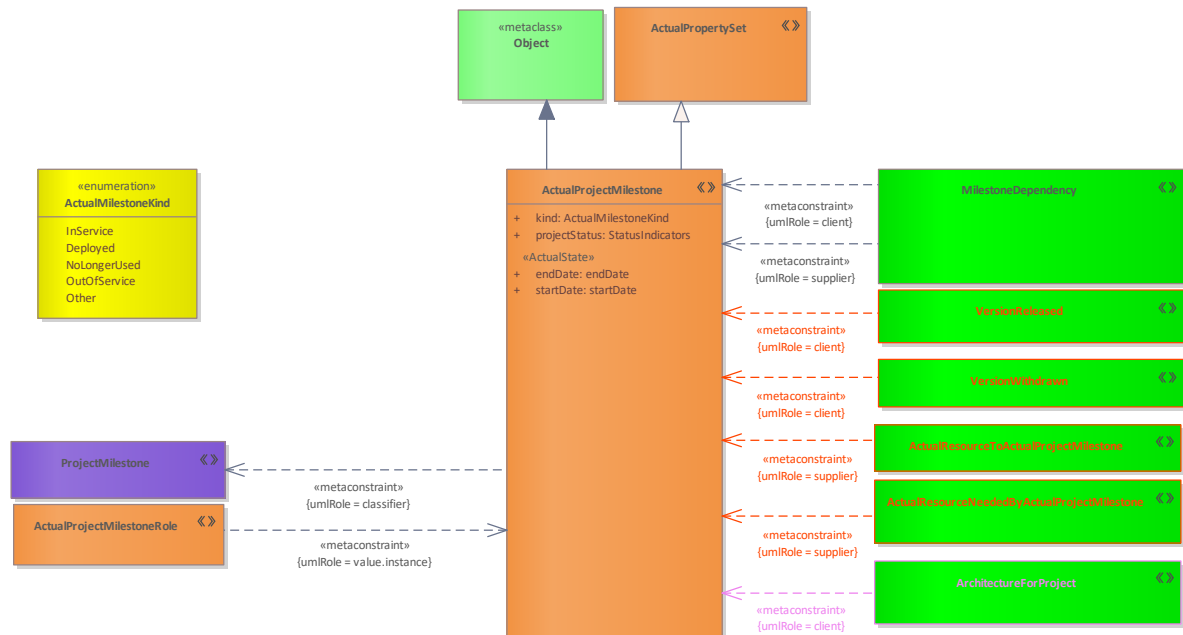 «metaclass»
Object
ActualPropertySet
«»
«enumeration»
ActualMilestoneKind
InService
Deployed
NoLongerUsed
OutOfService
Other
ActualProjectMilestone
«»
+ kind: ActualMilestoneKind
+ projectStatus: StatusIndicators
«ActualState»
+ endDate: endDate
+ startDate: startDate
«metaconstraint»
{umlRole = client}
«metaconstraint»
{umlRole = supplier}
MilestoneDependency
«»
«metaconstraint»
{umlRole = client}
VersionReleased
«»
«metaconstraint»
{umlRole = client}
VersionWithdrawn
«»
«metaconstraint»
{umlRole = supplier}
ActualResourceToActualProjectMilestone
«»
«metaconstraint»
{umlRole = supplier}
ActualResourceNeededByActualProjectMilestone
«»
«metaconstraint»
{umlRole = client}
ArchitectureForProject
«»
ProjectMilestone
«»
«metaconstraint»
{umlRole = classifier}
ActualProjectMilestoneRole
«»
«metaconstraint»
{umlRole = value.instance}